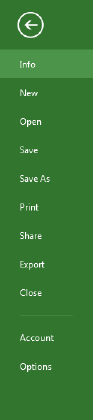 Info
New
Open
Save
Save As
Print
Share
Export
Close
Account
Options